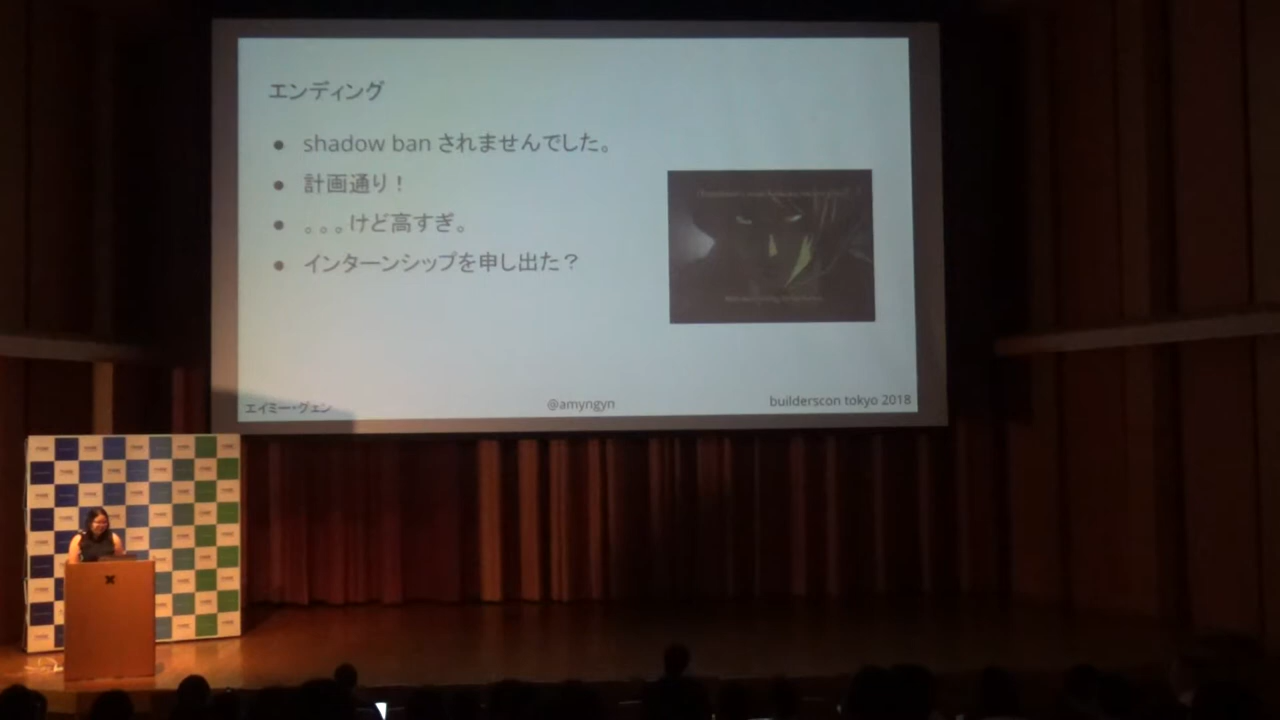 エンディング
● shadow ban されませんでした。
● 計画通り！
● 。。。けど高すぎ。
● インターンシップを申し出た？
エイミー・グェン
@amyngyn
builderscon tokyo 2018